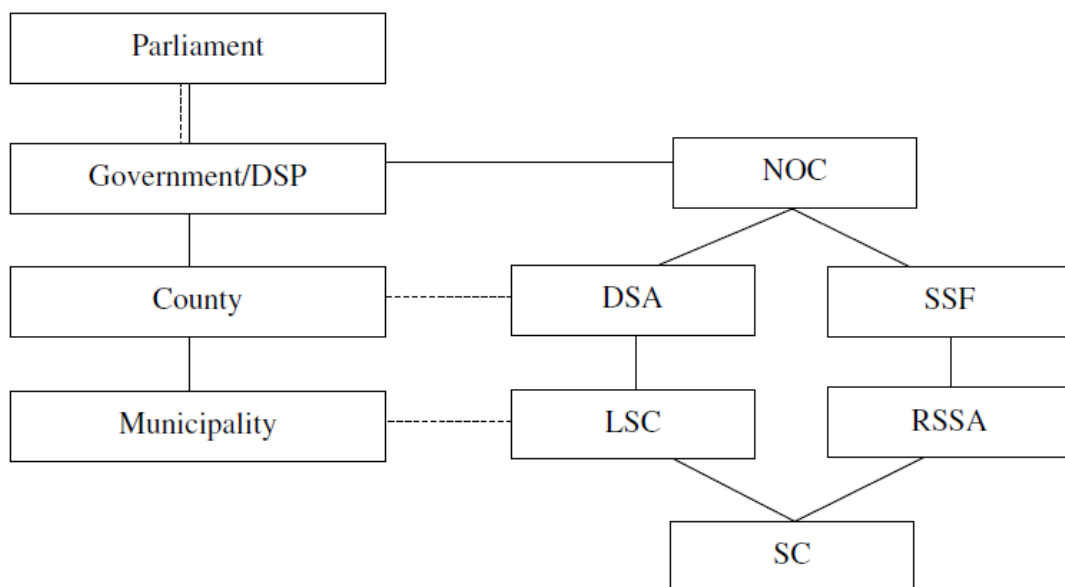 Parliament
Government/DSP
NOC
County
DSA
SSF
Municipality
LSC
RSSA
SC